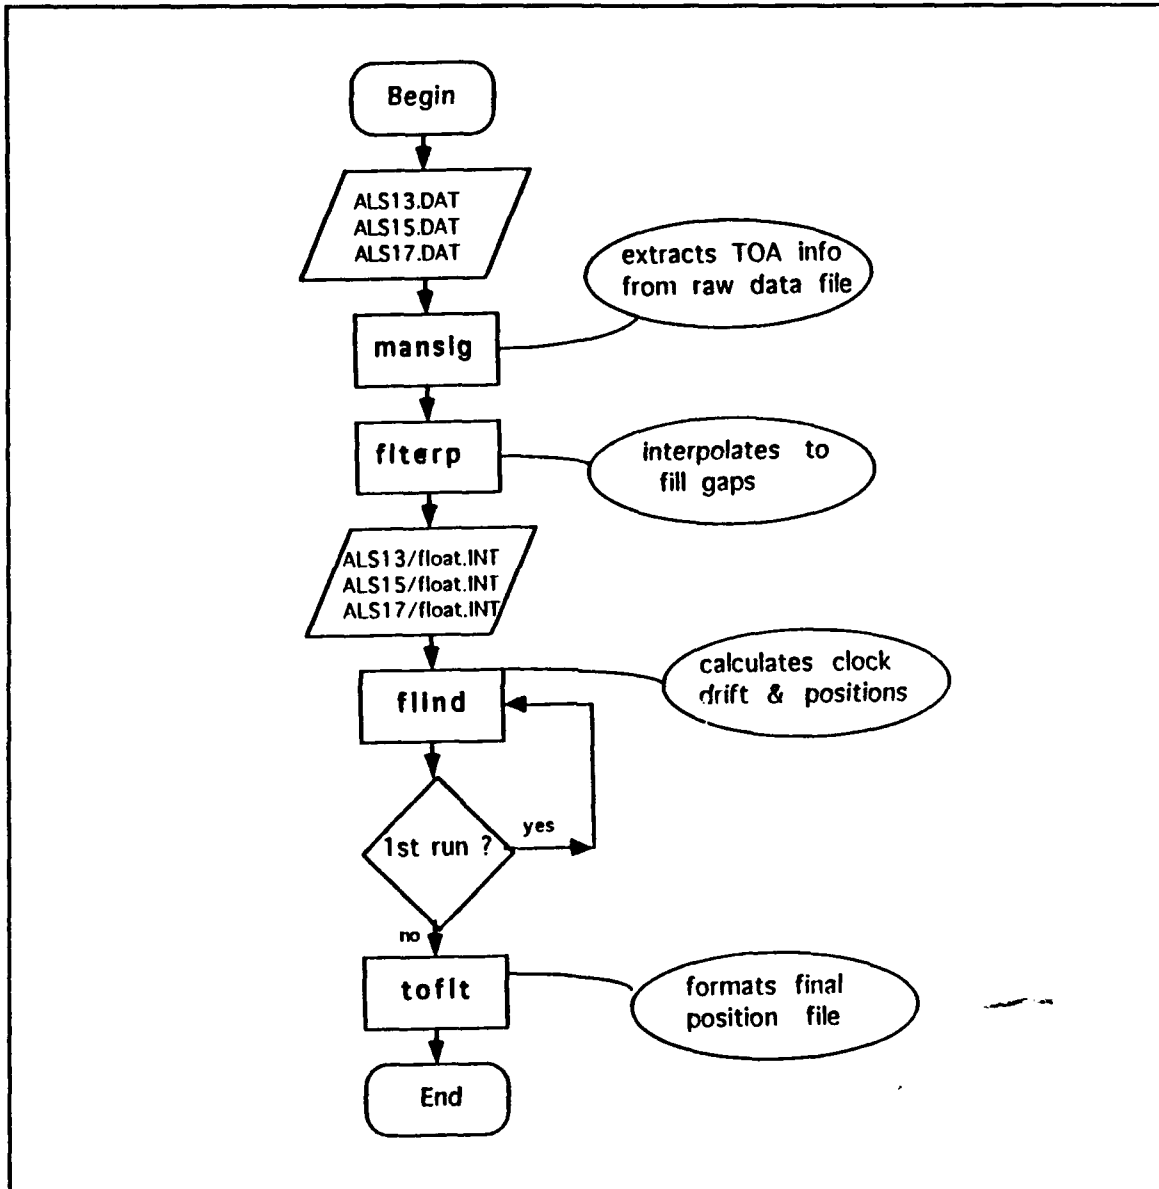 Begin
ALS13.DAT
ALS15.DAT
ALS17.DAT
extracts TOA info
from raw data file
mansig
flterp
interpolates to
fill gaps
ALS13/float.INT
ALS15/float.INT
ALS17/float.INT
calculates clock
drift & positions
flind
1st run ?
yes
no
toflt
formats final
position file
End